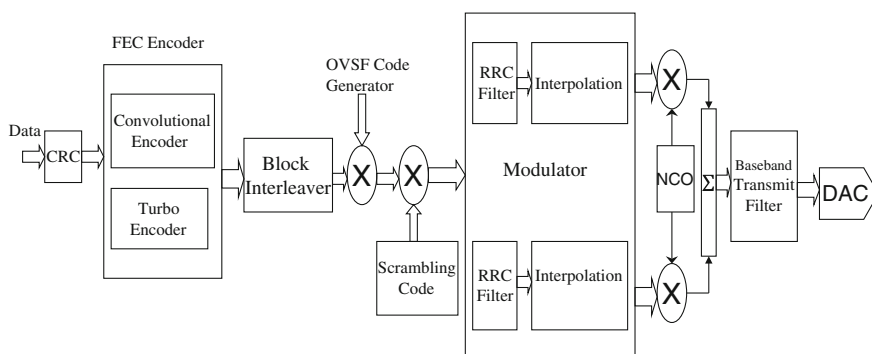 FEC Encoder
Data
CRC
Convolutional
Encoder
Turbo
Encoder
Block
Interleaver
OVSF Code
Generator
X
X
Scrambling
Code
Modulator
RRC
Filter
Interpolation
RRC
Filter
Interpolation
X
NCO
X
Σ
Baseband
Transmit
Filter
DAC